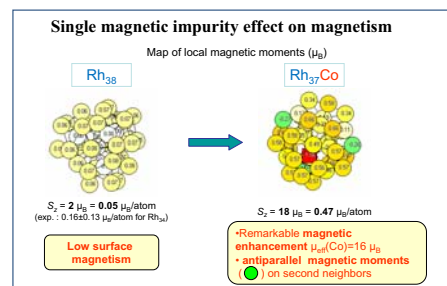 Single magnetic impurity effect on magnetism
Map of local magnetic moments (μB)
Rh38
Rh37Co
Sz = 2 μB = 0.05 μB/atom
(exp. : 0.16±0.13 μB/atom for Rh34)
Low surface
magnetism
Sz = 18 μB = 0.47 μB/atom
•Remarkable magnetic
enhancement μeff(Co)=16 μB
• antiparallel magnetic moments
( ) on second neighbors